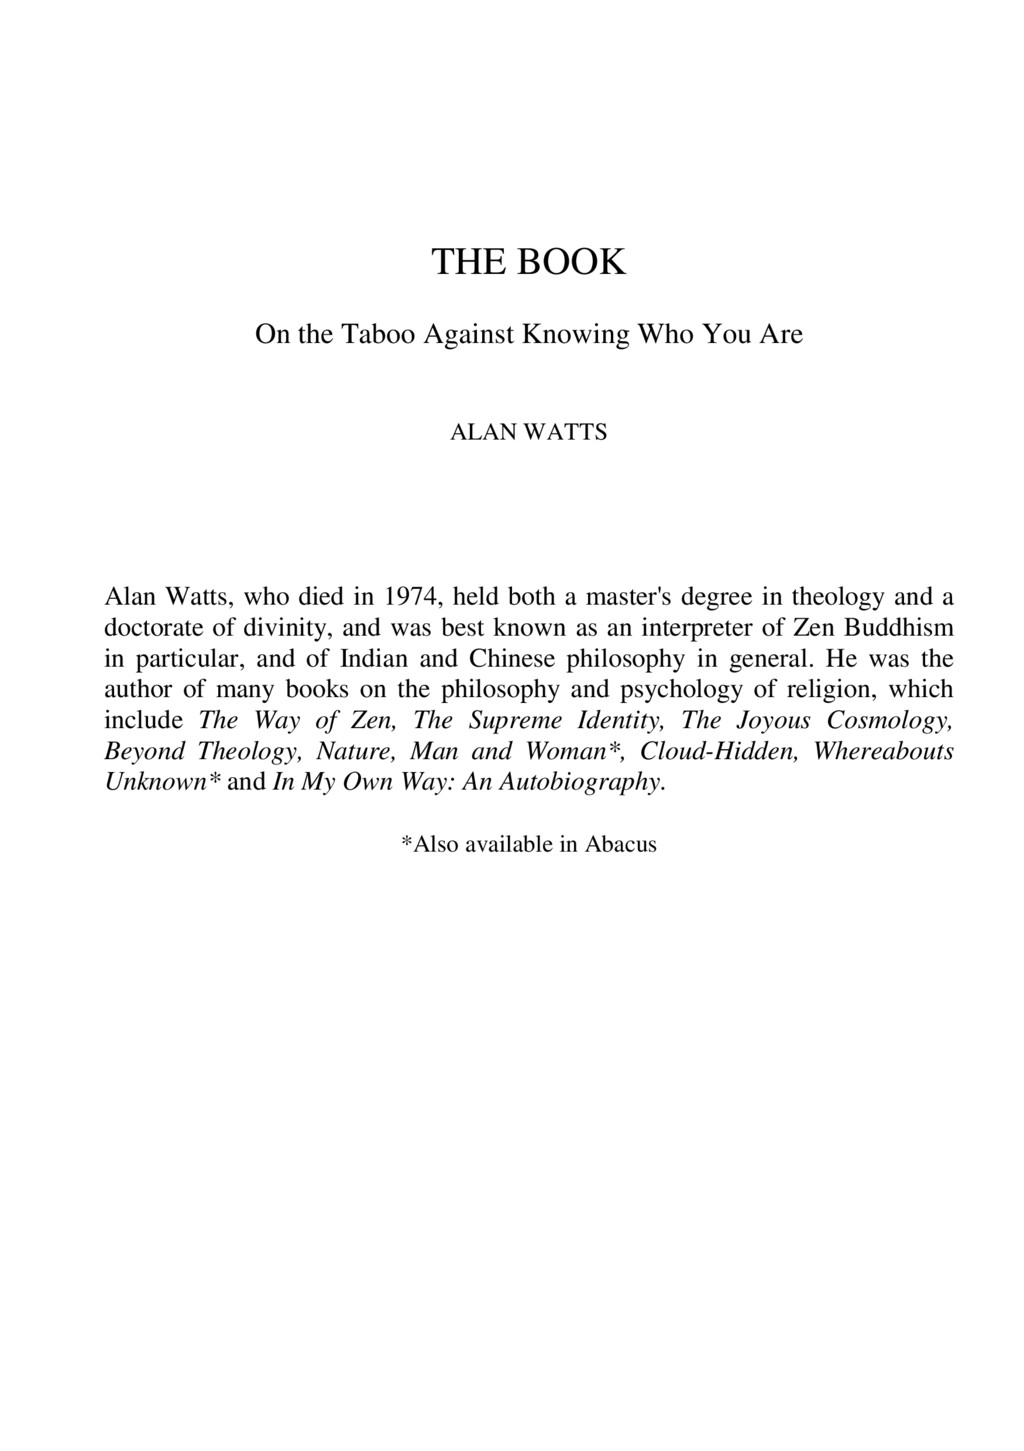 THE BOOK
On the Taboo Against Knowing Who You Are
ALAN WATTS
Alan Watts, who died in 1974, held both a master's degree in theology and a
doctorate of divinity, and was best known as an interpreter of Zen Buddhism
in particular, and of Indian and Chinese philosophy in general. He was the
author of many books on the philosophy and psychology of religion, which
include The Way of Zen, The Supreme Identity, The Joyous Cosmology,
Beyond Theology, Nature, Man and Woman*, Cloud-Hidden, Whereabouts
Unknown* and In My Own Way: An Autobiography.
*Also available in Abacus